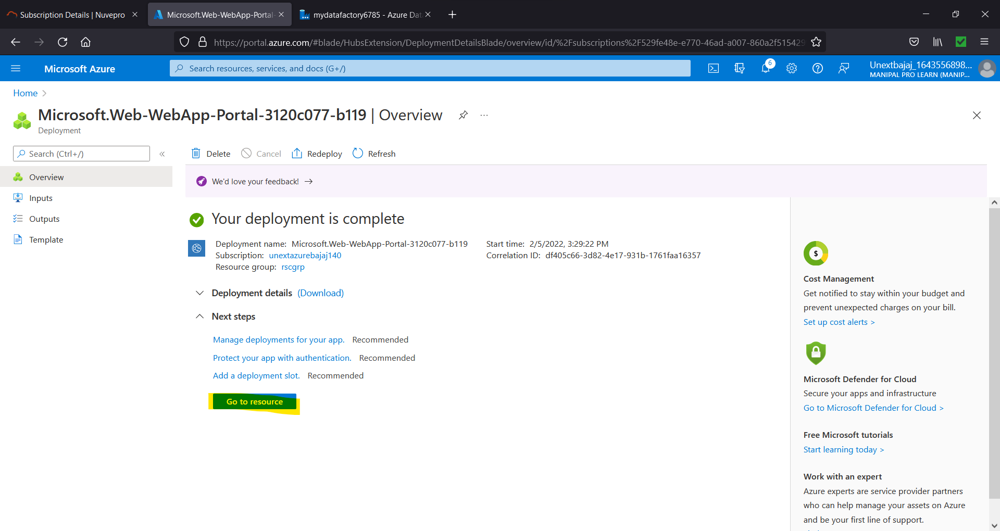 Subscription Details | Nuvepro
Microsoft.Web-WebApp-Portal-
mydatafactory6785 - Azure Dat
https://portal.azure.com/#blade/HubsExtension/DeploymentDetailsBlade/overview/id/%2Fsubscriptions%2F529fe48e-e770-46ad-a007-860a2f515429
Microsoft Azure
Search resources, services, and docs (G+/)
6
Unextbajaj_1643556898...
MANIPAL PRO LEARN (MANIP...
Home
Microsoft.Web-WebApp-Portal-3120c077-b119 | Overview
Deployment
Search (Ctrl+/)
«
Delete
Cancel
Redeploy
Refresh
Overview
Inputs
Outputs
Template
We'd love your feedback! →
Your deployment is complete
Deployment name: Microsoft.Web-WebApp-Portal-3120c077-b119
Subscription: unextazurebajaj140
Resource group: rscgrp
Start time: 2/5/2022, 3:29:22 PM
Correlation ID: df405c66-3d82-4e17-931b-1761faa16357
Deployment details (Download)
Next steps
Manage deployments for your app. Recommended
Protect your app with authentication. Recommended
Add a deployment slot. Recommended
Go to resource
$
Cost Management
Get notified to stay within your budget and
prevent unexpected charges on your bill.
Set up cost alerts >
Microsoft Defender for Cloud
Secure your apps and infrastructure
Go to Microsoft Defender for Cloud >
Free Microsoft tutorials
Start learning today >
Work with an expert
Azure experts are service provider partners
who can help manage your assets on Azure
and be your first line of support.